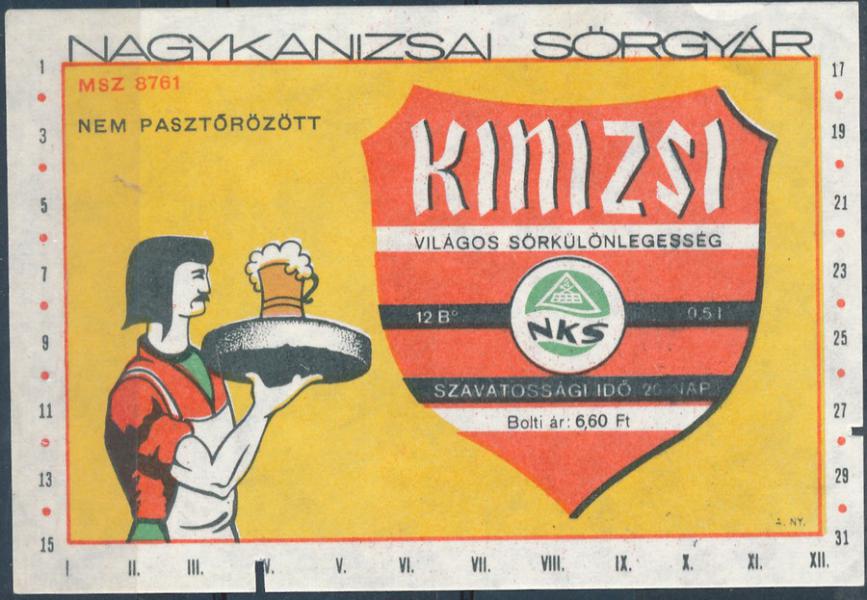 NAGYKANIZSAI SÖRGYÁR
MSZ 8761
NEM PASZTŐRÖZÖTT
KINIZSI
VILÁGOS SÖRKÜLÖNLEGESSÉG
12 B° 0,5 l
NKS
SZAVATOSSÁGI IDŐ 20 NAP
Bolti ár: 6,60 Ft
NY.
1
3
5
7
9
11
13
15
17
19
21
23
25
27
29
31
I II. III. V. VI. VII. VIII. IX. X. XI. XII.